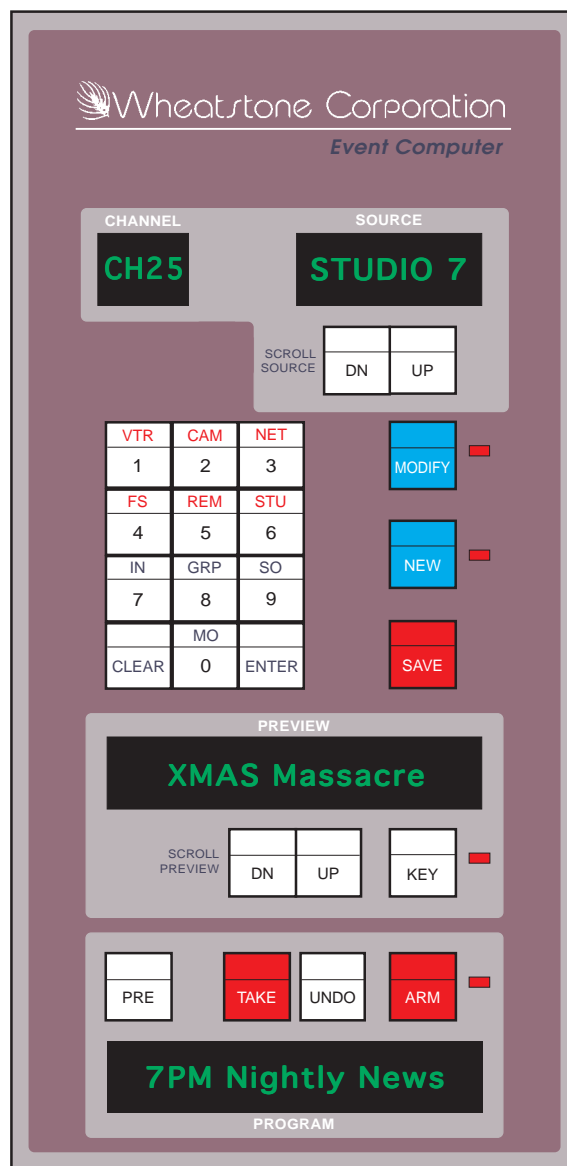 Wheatstone Corporation
Event Computer
CHANNEL SOURCE
CH25 STUDIO 7
SCROLL
SOURCE
DN UP
VTR CAM NET
1 2 3
MODIFY
FS REM STU
4 5 6
IN GRP SO
7 8 9
NEW
MO
CLEAR 0 ENTER
SAVE
PREVIEW
XMAS Massacre
SCROLL
PREVIEW
DN UP KEY
PRE TAKE UNDO ARM
7PM Nightly News
PROGRAM